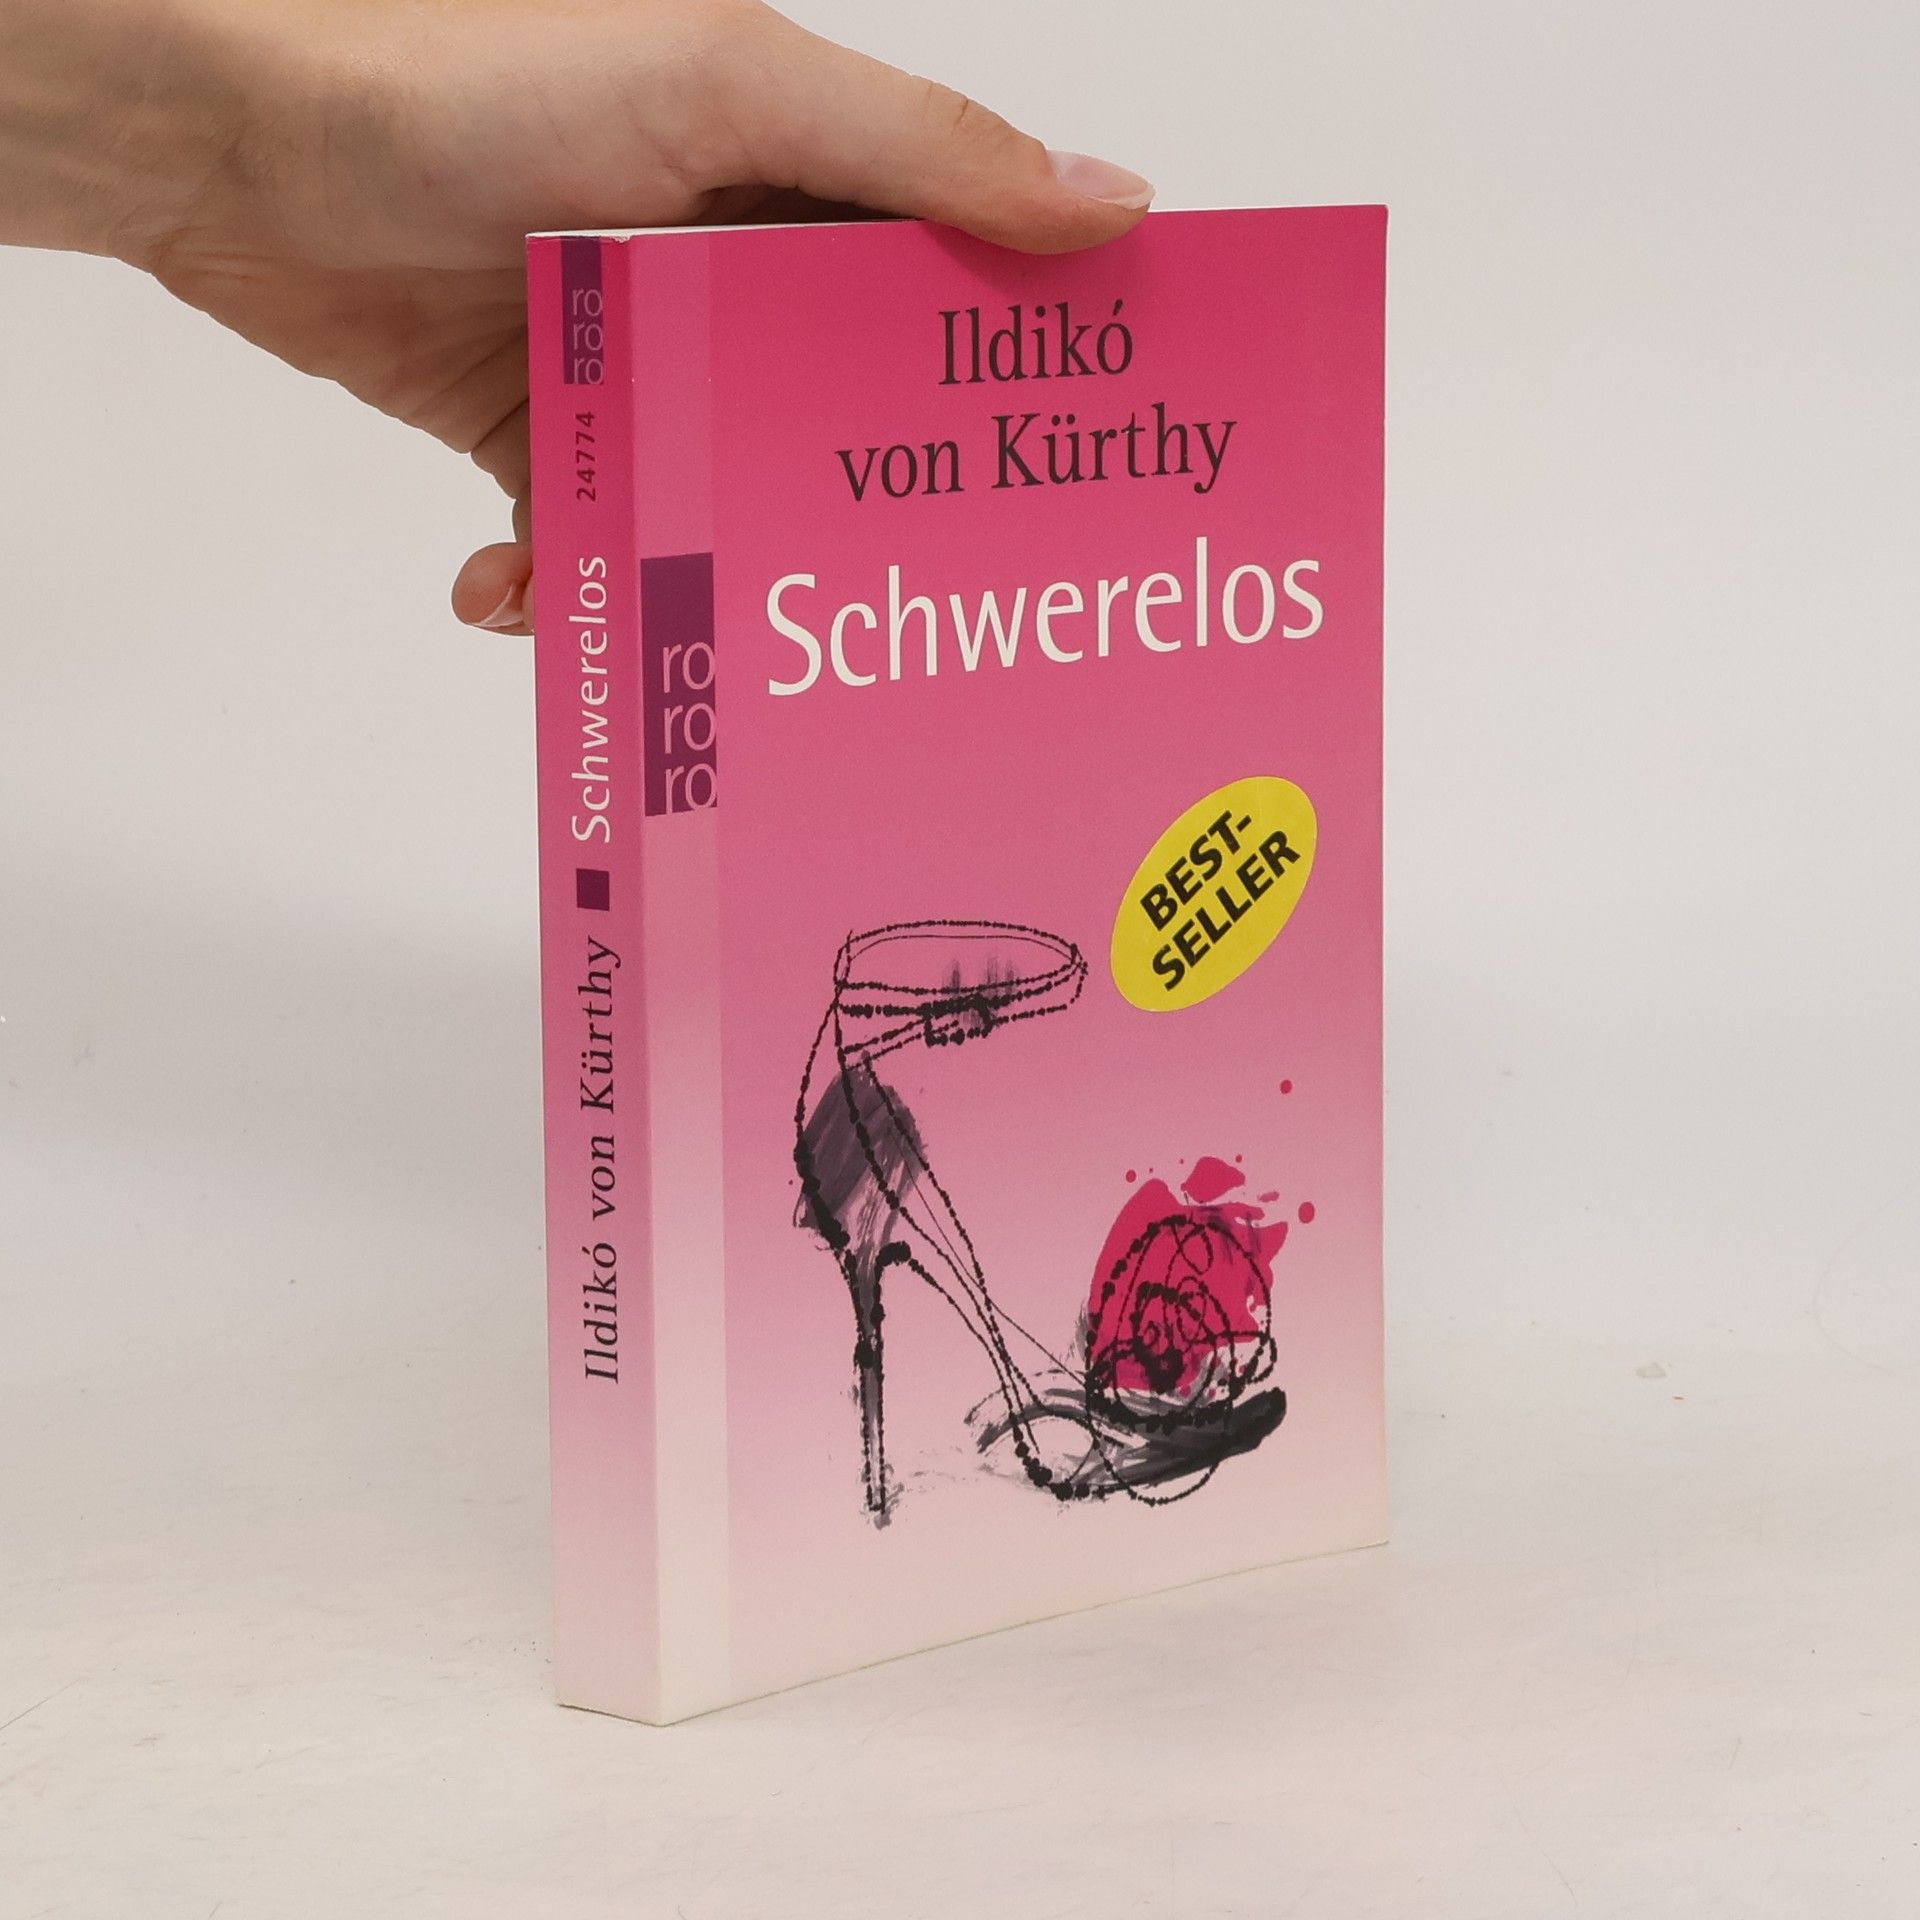 ro
ro
ro
24774
Schwerelos
Ildikó von Kürthy
Ildikó
von Kürthy
Schwerelos
ro
ro
ro
BEST-
SELLER